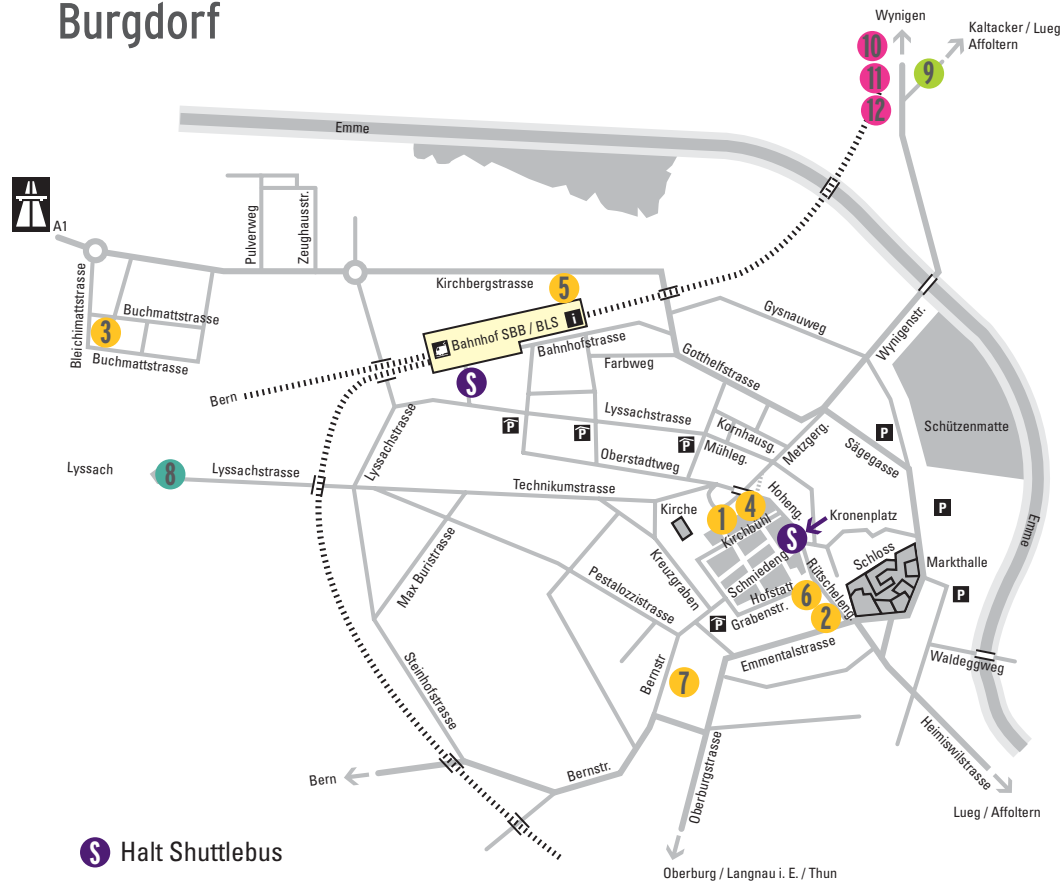 Burgdorf
Wynigen
Kaltacker / Lueg
Affoltern
10
11
12
9
Emme
A1
Pulverweg
Zeughausstr.
Kirchbergstrasse
5
Bleichimattstrasse
Buchmattstrasse
3
Buchmattstrasse
Bahnhof SBB / BLS
i
Bahnhofstrasse
Gysnauweg
Wynigenstr.
Bern
S
Farbweg
Gotthelfstrasse
Lyssachstrasse
Lyssachstrasse
Kornhausg.
Mühleg.
Metzgerg.
Sägegasse
Schützenmatte
P
P
P
P
Oberstadtweg
Lyssach
8
Lyssachstrasse
Technikumstrasse
Kirche
1
4
Kirchbühl
Hoheng.
S
Kronenplatz
P
Emme
Max Buristrasse
Kreuzgraben
Schmiedeng.
Rütscheleng.
Schloss
Markthalle
Pestalozzistrasse
Hofstatt
6
Grabenstr.
2
P
P
Steinhofstrasse
Bernstr
7
Emmentalstrasse
Waldeggweg
Heimiswilstrasse
Oberburgstrasse
Bern
Bernstr.
Lueg / Affoltern
S Halt Shuttlebus
Oberburg / Langnau i. E. / Thun